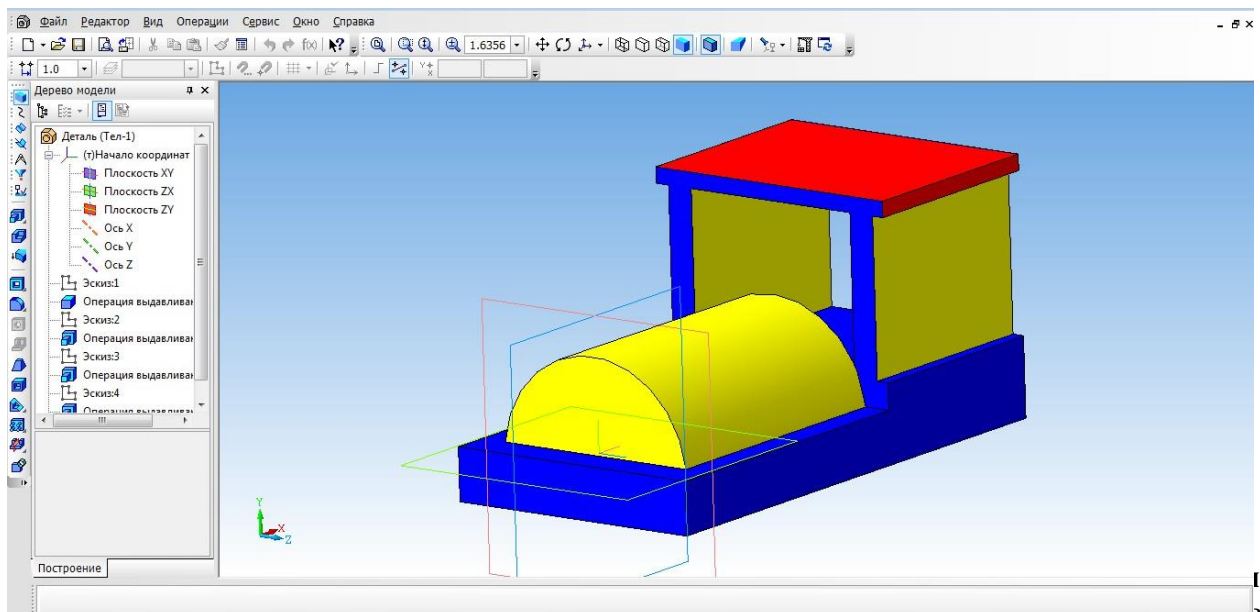 Файл Редактор Вид Операции Сервис Окно Справка
1.6356
1.0
Дерево модели
Деталь (Тел-1)
(т)Начало координат
Плоскость XY
Плоскость ZX
Плоскость ZY
Ось X
Ось Y
Ось Z
Эскиз:1
Операция выдавливан
Эскиз:2
Операция выдавливан
Эскиз:3
Операция выдавливан
Эскиз:4
Операция выдавливан
Построение
Y
X
Z